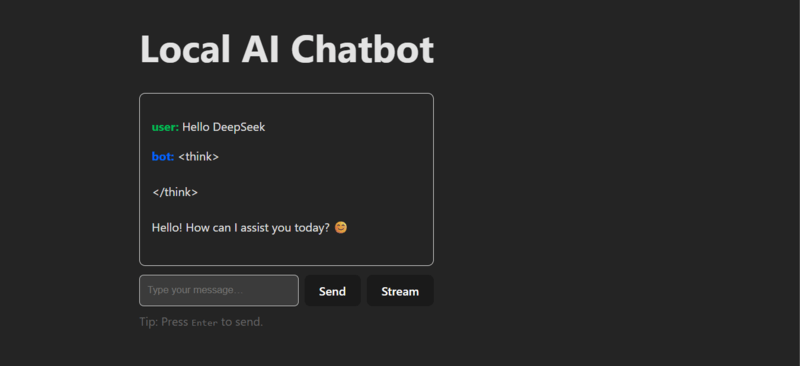 Local AI Chatbot
user: Hello DeepSeek
bot: <think>
</think>
Hello! How can I assist you today? 😊
Type your message...
Send
Stream
Tip: Press Enter to send.